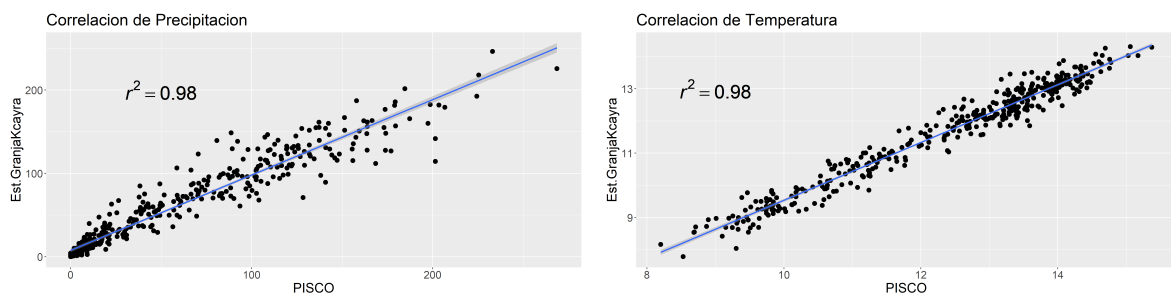 Correlacion de Precipitacion
r² = 0.98
Est.GranjaKcayra
200
100
0
0 100 200
PISCO
Correlacion de Temperatura
r² = 0.98
Est.GranjaKcayra
13
11
9
8 10 12 14
PISCO